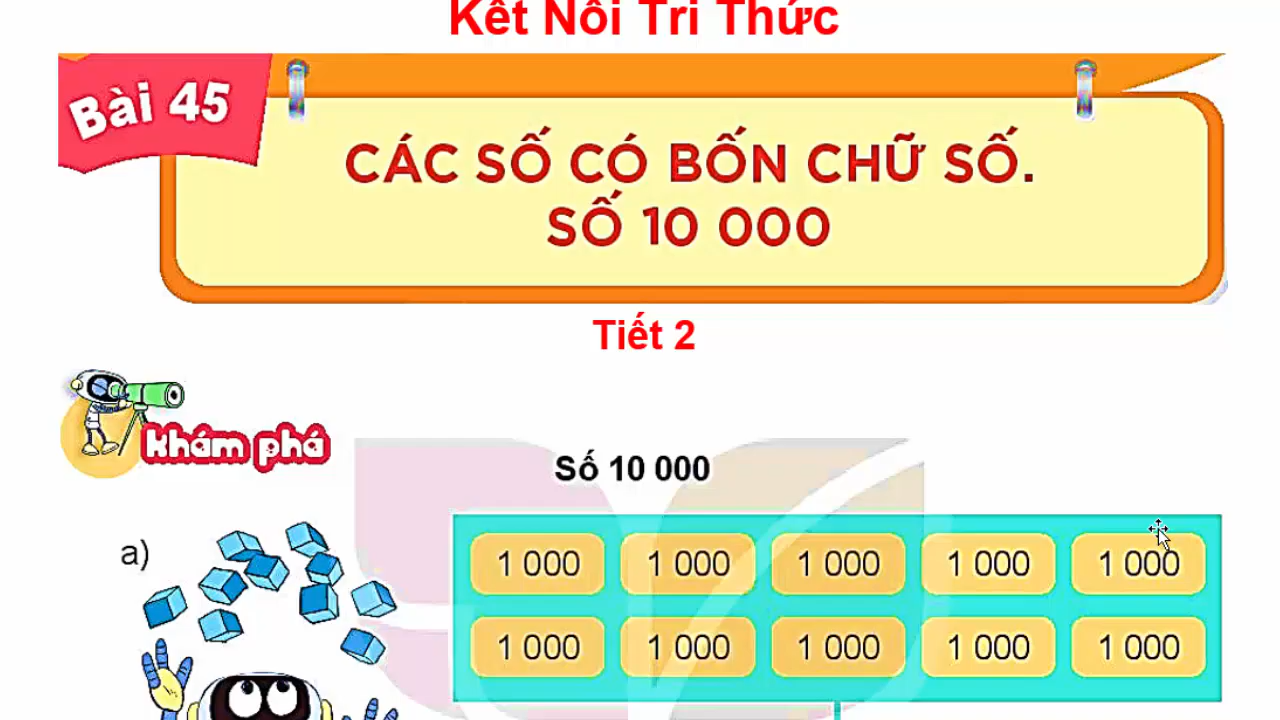 Kết Nối Tri Thức
Bài 45
CÁC SỐ CÓ BỐN CHỮ SỐ.
SỐ 10 000
Tiết 2
khám phá
Số 10 000
a)
1 000 1 000 1 000 1 000 1 000
1 000 1 000 1 000 1 000 1 000